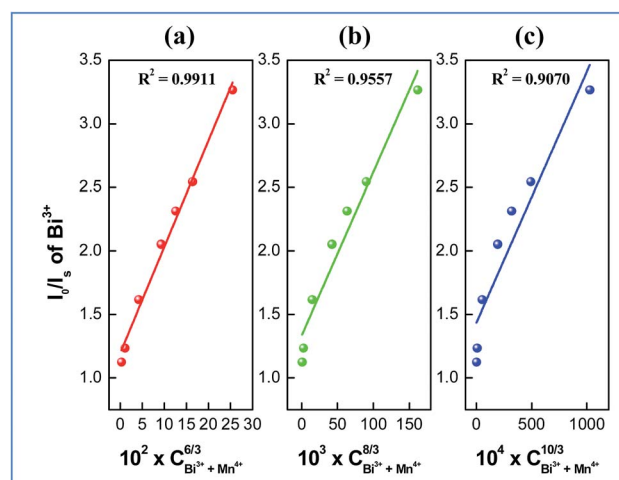 (a) (b) (c)
R² = 0.9911
R² = 0.9557
R² = 0.9070
I₀/Iₛ of Bi³⁺
3.5
3.0
2.5
2.0
1.5
1.0
0 5 10 15 20 25 30
0 50 100 150
0 500 1000
10² x C^{6/3}_{Bi³⁺ + Mn⁴⁺}
10³ x C^{8/3}_{Bi³⁺ + Mn⁴⁺}
10⁴ x C^{10/3}_{Bi³⁺ + Mn⁴⁺}